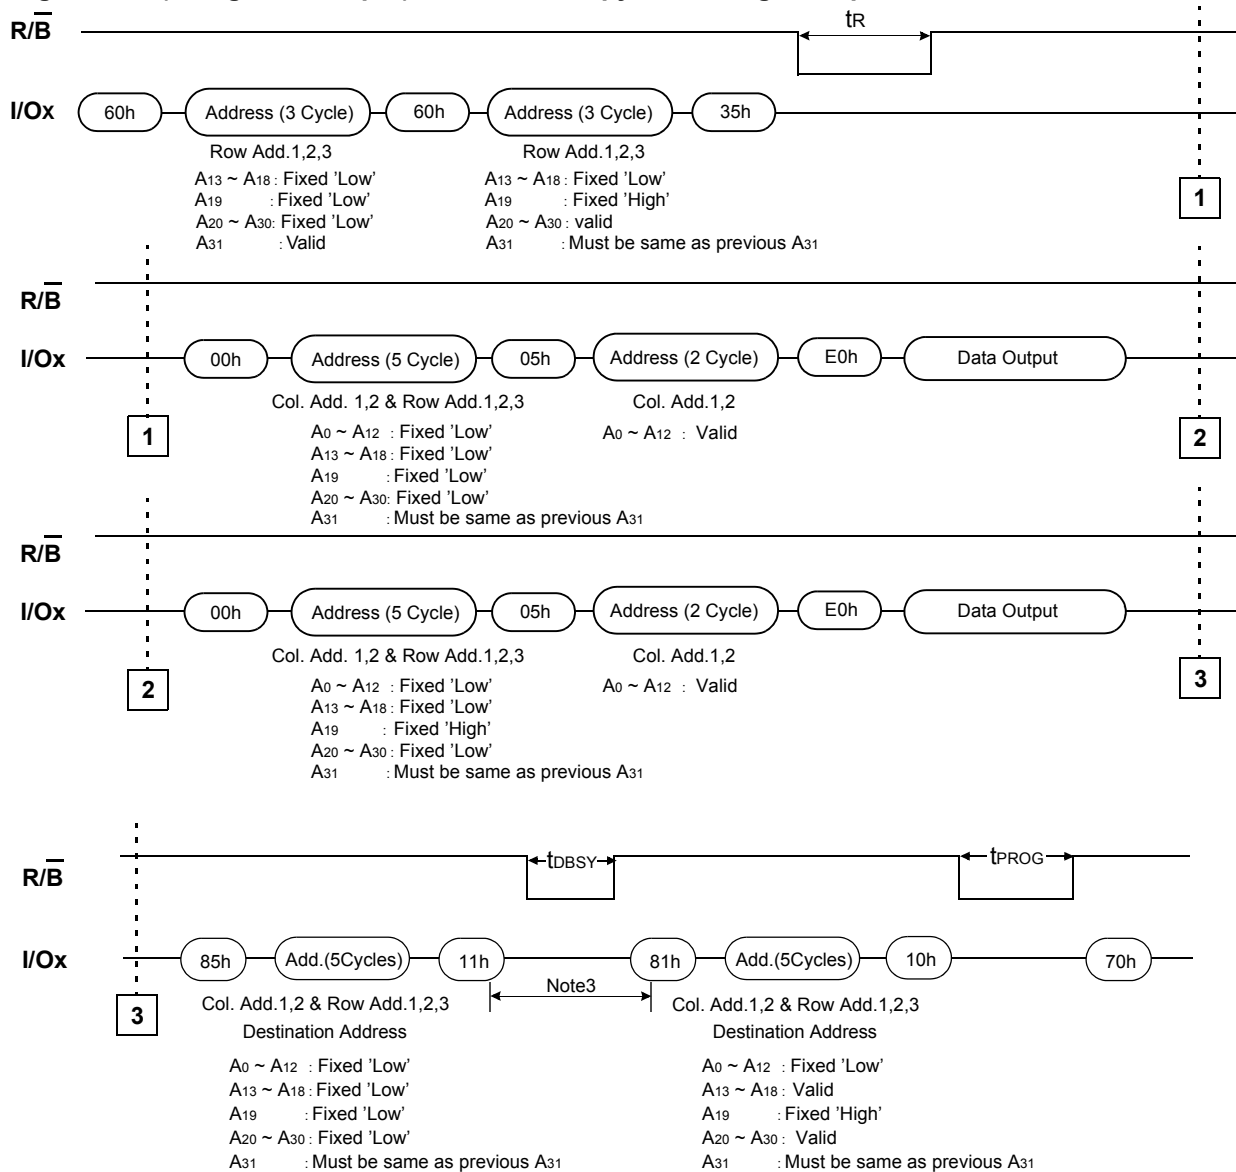 R/B
tR
I/Ox
60h
Address (3 Cycle)
60h
Address (3 Cycle)
35h
Row Add.1,2,3
A13 ~ A18 : Fixed 'Low'
A19 : Fixed 'Low'
A20 ~ A30: Fixed 'Low'
A31 : Valid
Row Add.1,2,3
A13 ~ A18 : Fixed 'Low'
A19 : Fixed 'High'
A20 ~ A30 : valid
A31 : Must be same as previous A31
1
R/B
I/Ox
00h
Address (5 Cycle)
05h
Address (2 Cycle)
E0h
Data Output
Col. Add. 1,2 & Row Add.1,2,3
A0 ~ A12 : Fixed 'Low'
A13 ~ A18 : Fixed 'Low'
A19 : Fixed 'Low'
A20 ~ A30: Fixed 'Low'
A31 : Must be same as previous A31
Col. Add.1,2
A0 ~ A12 : Valid
1
2
R/B
I/Ox
00h
Address (5 Cycle)
05h
Address (2 Cycle)
E0h
Data Output
Col. Add. 1,2 & Row Add.1,2,3
A0 ~ A12 : Fixed 'Low'
A13 ~ A18 : Fixed 'Low'
A19 : Fixed 'High'
A20 ~ A30 : Fixed 'Low'
A31 : Must be same as previous A31
Col. Add.1,2
A0 ~ A12 : Valid
2
3
R/B
tDBSY
tPROG
I/Ox
85h
Add.(5Cycles)
11h
Note3
81h
Add.(5Cycles)
10h
70h
3
Col. Add.1,2 & Row Add.1,2,3
Destination Address
A0 ~ A12 : Fixed 'Low'
A13 ~ A18 : Fixed 'Low'
A19 : Fixed 'Low'
A20 ~ A30 : Fixed 'Low'
A31 : Must be same as previous A31
Col. Add.1,2 & Row Add.1,2,3
Destination Address
A0 ~ A12 : Fixed 'Low'
A13 ~ A18 : Valid
A19 : Fixed 'High'
A20 ~ A30 : Valid
A31 : Must be same as previous A31